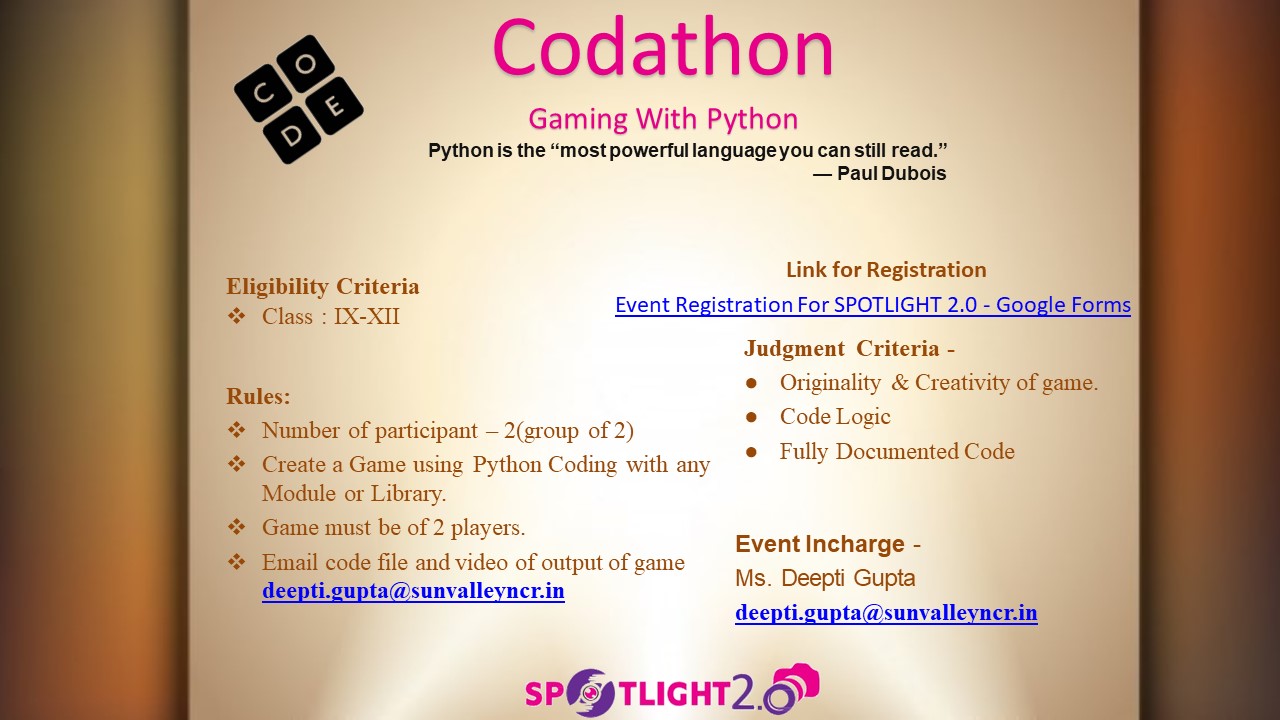 CODE
Codathon
Gaming With Python
Python is the “most powerful language you can still read.”
— Paul Dubois
Eligibility Criteria
❖ Class : IX-XII
Rules:
❖ Number of participant – 2(group of 2)
❖ Create a Game using Python Coding with any
Module or Library.
❖ Game must be of 2 players.
❖ Email code file and video of output of game
deepti.gupta@sunvalleyncr.in
Link for Registration
Event Registration For SPOTLIGHT 2.0 - Google Forms
Judgment Criteria -
● Originality & Creativity of game.
● Code Logic
● Fully Documented Code
Event Incharge -
Ms. Deepti Gupta
deepti.gupta@sunvalleyncr.in
SPOTLIGHT2.0